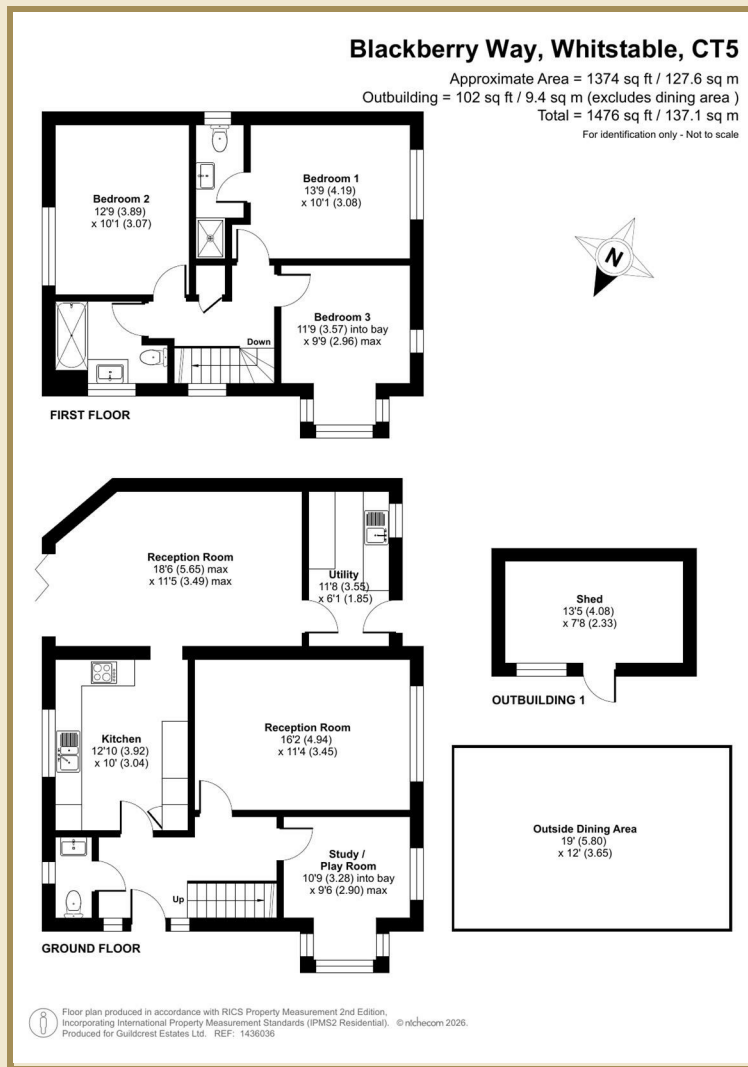 Blackberry Way, Whitstable, CT5
Approximate Area = 1374 sq ft / 127.6 sq m
Outbuilding = 102 sq ft / 9.4 sq m (excludes dining area )
Total = 1476 sq ft / 137.1 sq m
For identification only - Not to scale
Bedroom 2
12'9 (3.89)
x 10'1 (3.07)
Bedroom 1
13'9 (4.19)
x 10'1 (3.08)
N
Bedroom 3
11'9 (3.57) into bay
x 9'9 (2.96) max
Down
FIRST FLOOR
Reception Room
18'6 (5.65) max
x 11'5 (3.49) max
Utility
11'8 (3.55)
x 6'1 (1.85)
Shed
13'5 (4.08)
x 7'8 (2.33)
OUTBUILDING 1
Kitchen
12'10 (3.92)
x 10' (3.04)
Reception Room
16'2 (4.94)
x 11'4 (3.45)
Outside Dining Area
19' (5.80)
x 12' (3.65)
Study /
Play Room
10'9 (3.28) into bay
x 9'6 (2.90) max
Up
GROUND FLOOR
Floor plan produced in accordance with RICS Property Measurement 2nd Edition,
Incorporating International Property Measurement Standards (IPMS2 Residential). © nichecom 2026.
Produced for Guildcrest Estates Ltd. REF: 1436036